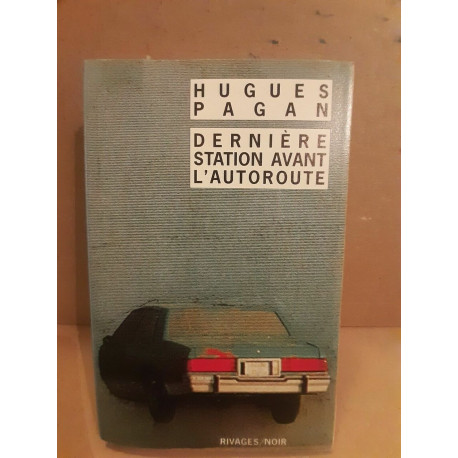 HUGUES
PAGAN
DERNIÈRE
STATION AVANT
L'AUTOROUTE
RIVAGES/NOIR